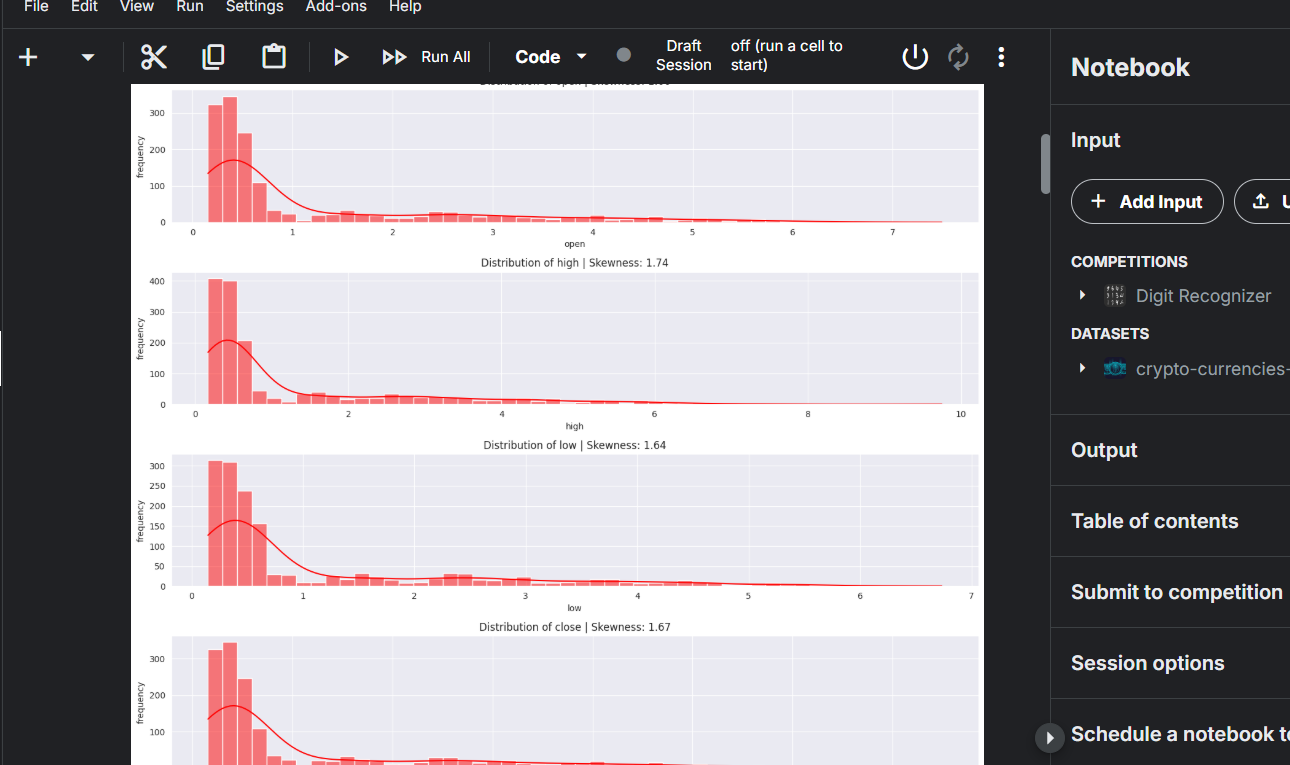 File Edit View Run Settings Add-ons Help
Run All Code Draft Session off (run a cell to start)
Notebook
Input
Add Input
COMPETITIONS
Digit Recognizer
DATASETS
crypto-currencies-
Output
Table of contents
Submit to competition
Session options
Schedule a notebook to
frequency
300
200
100
0
0 1 2 3 4 5 6 7
open
Distribution of high | Skewness: 1.74
frequency
400
300
200
100
0
0 2 4 6 8 10
high
Distribution of low | Skewness: 1.64
frequency
300
250
200
150
100
50
0
0 1 2 3 4 5 6 7
low
Distribution of close | Skewness: 1.67
frequency
300
200
100